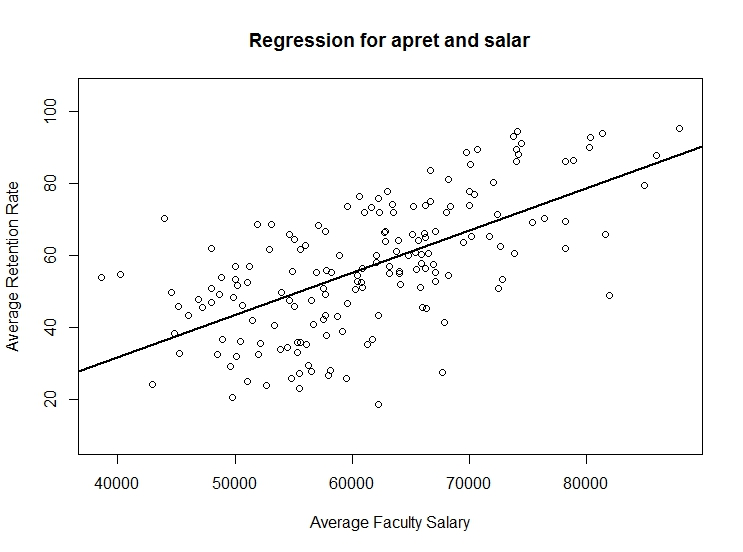 Regression for apret and salar
Average Retention Rate
100
80
60
40
20
40000 50000 60000 70000 80000
Average Faculty Salary